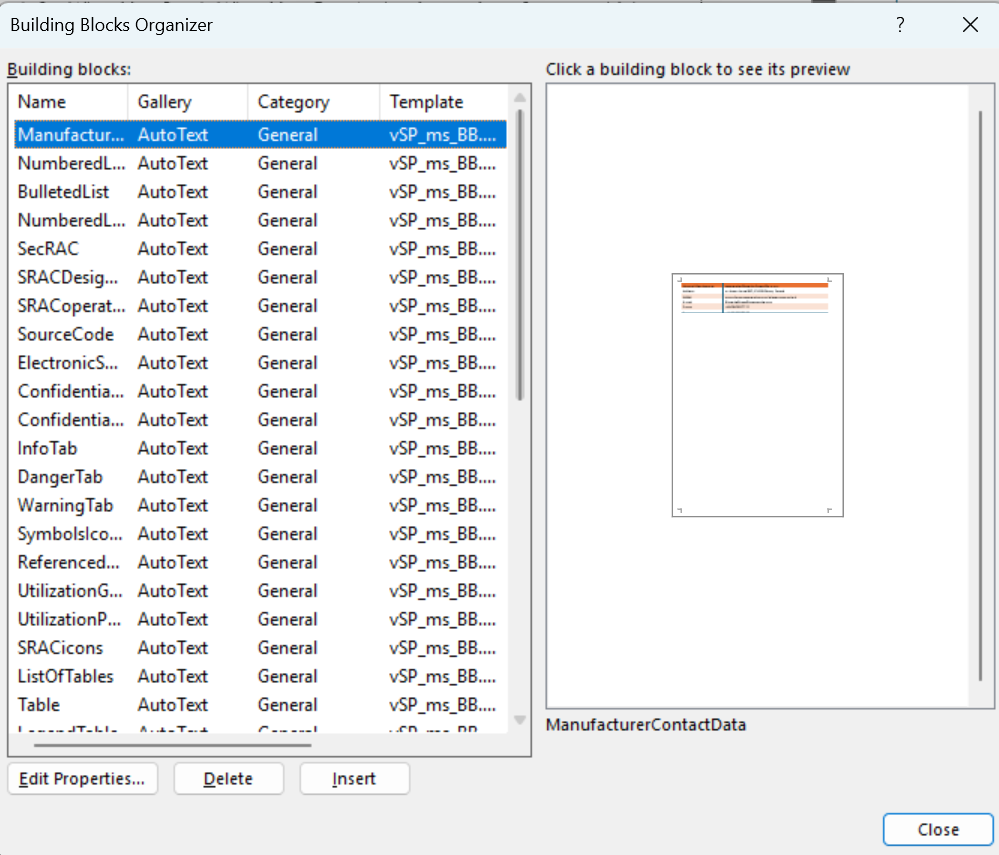 Building Blocks Organizer ?
Building blocks:
Click a building block to see its preview
Name Gallery Category Template
Manufactur... AutoText General vSP_ms_BB....
NumberedL... AutoText General vSP_ms_BB....
BulletedList AutoText General vSP_ms_BB....
NumberedL... AutoText General vSP_ms_BB....
SecRAC AutoText General vSP_ms_BB....
SRACDesig... AutoText General vSP_ms_BB....
SRACoperat... AutoText General vSP_ms_BB....
SourceCode AutoText General vSP_ms_BB....
ElectronicS... AutoText General vSP_ms_BB....
Confidentia... AutoText General vSP_ms_BB....
Confidentia... AutoText General vSP_ms_BB....
InfoTab AutoText General vSP_ms_BB....
DangerTab AutoText General vSP_ms_BB....
WarningTab AutoText General vSP_ms_BB....
SymbolsIco... AutoText General vSP_ms_BB....
Referenced... AutoText General vSP_ms_BB....
UtilizationG... AutoText General vSP_ms_BB....
UtilizationP... AutoText General vSP_ms_BB....
SRACicons AutoText General vSP_ms_BB....
ListOfTables AutoText General vSP_ms_BB....
Table AutoText General vSP_ms_BB....
ManufacturerContactData
Edit Properties... Delete Insert
Close